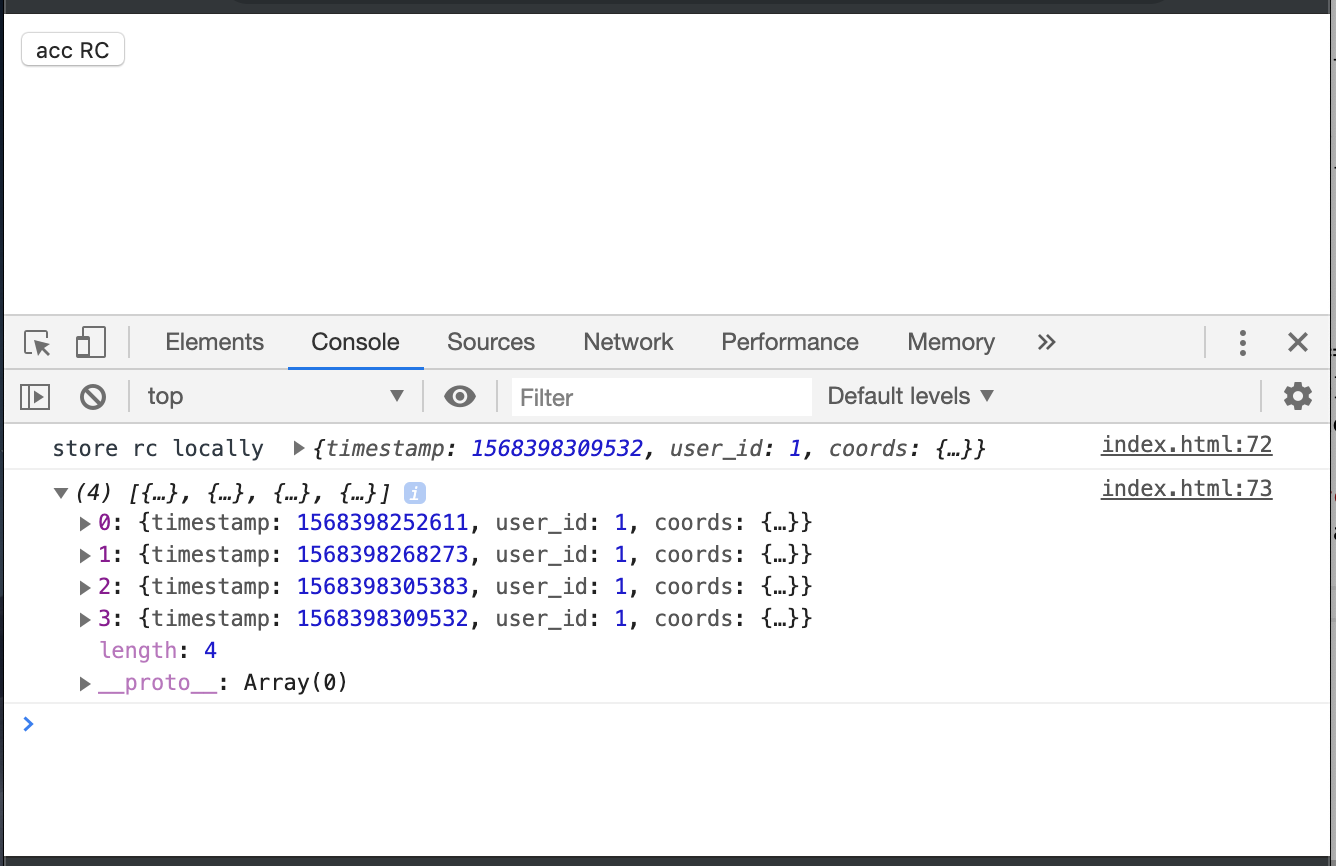 acc RC
Elements Console Sources Network Performance Memory »
top ▼ Filter Default levels ▼
store rc locally ▶{timestamp: 1568398309532, user_id: 1, coords: {…}} index.html:72
▼(4) [{…}, {…}, {…}, {…}] i index.html:73
▶0: {timestamp: 1568398252611, user_id: 1, coords: {…}}
▶1: {timestamp: 1568398268273, user_id: 1, coords: {…}}
▶2: {timestamp: 1568398305383, user_id: 1, coords: {…}}
▶3: {timestamp: 1568398309532, user_id: 1, coords: {…}}
length: 4
▶__proto__: Array(0)
>